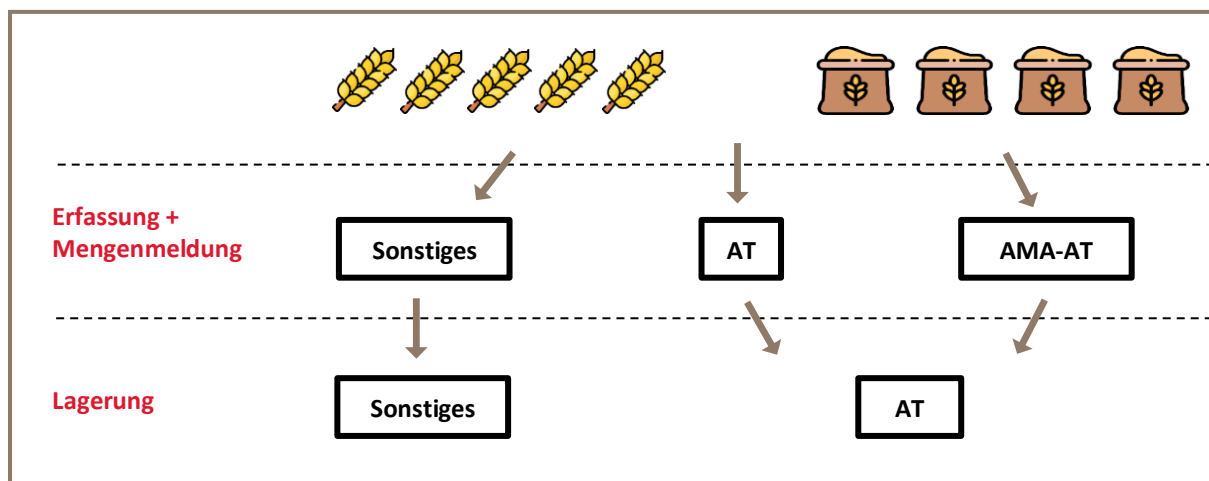 Erfassung +
Mengenmeldung
Sonstiges
AT
AMA-AT
Lagerung
Sonstiges
AT